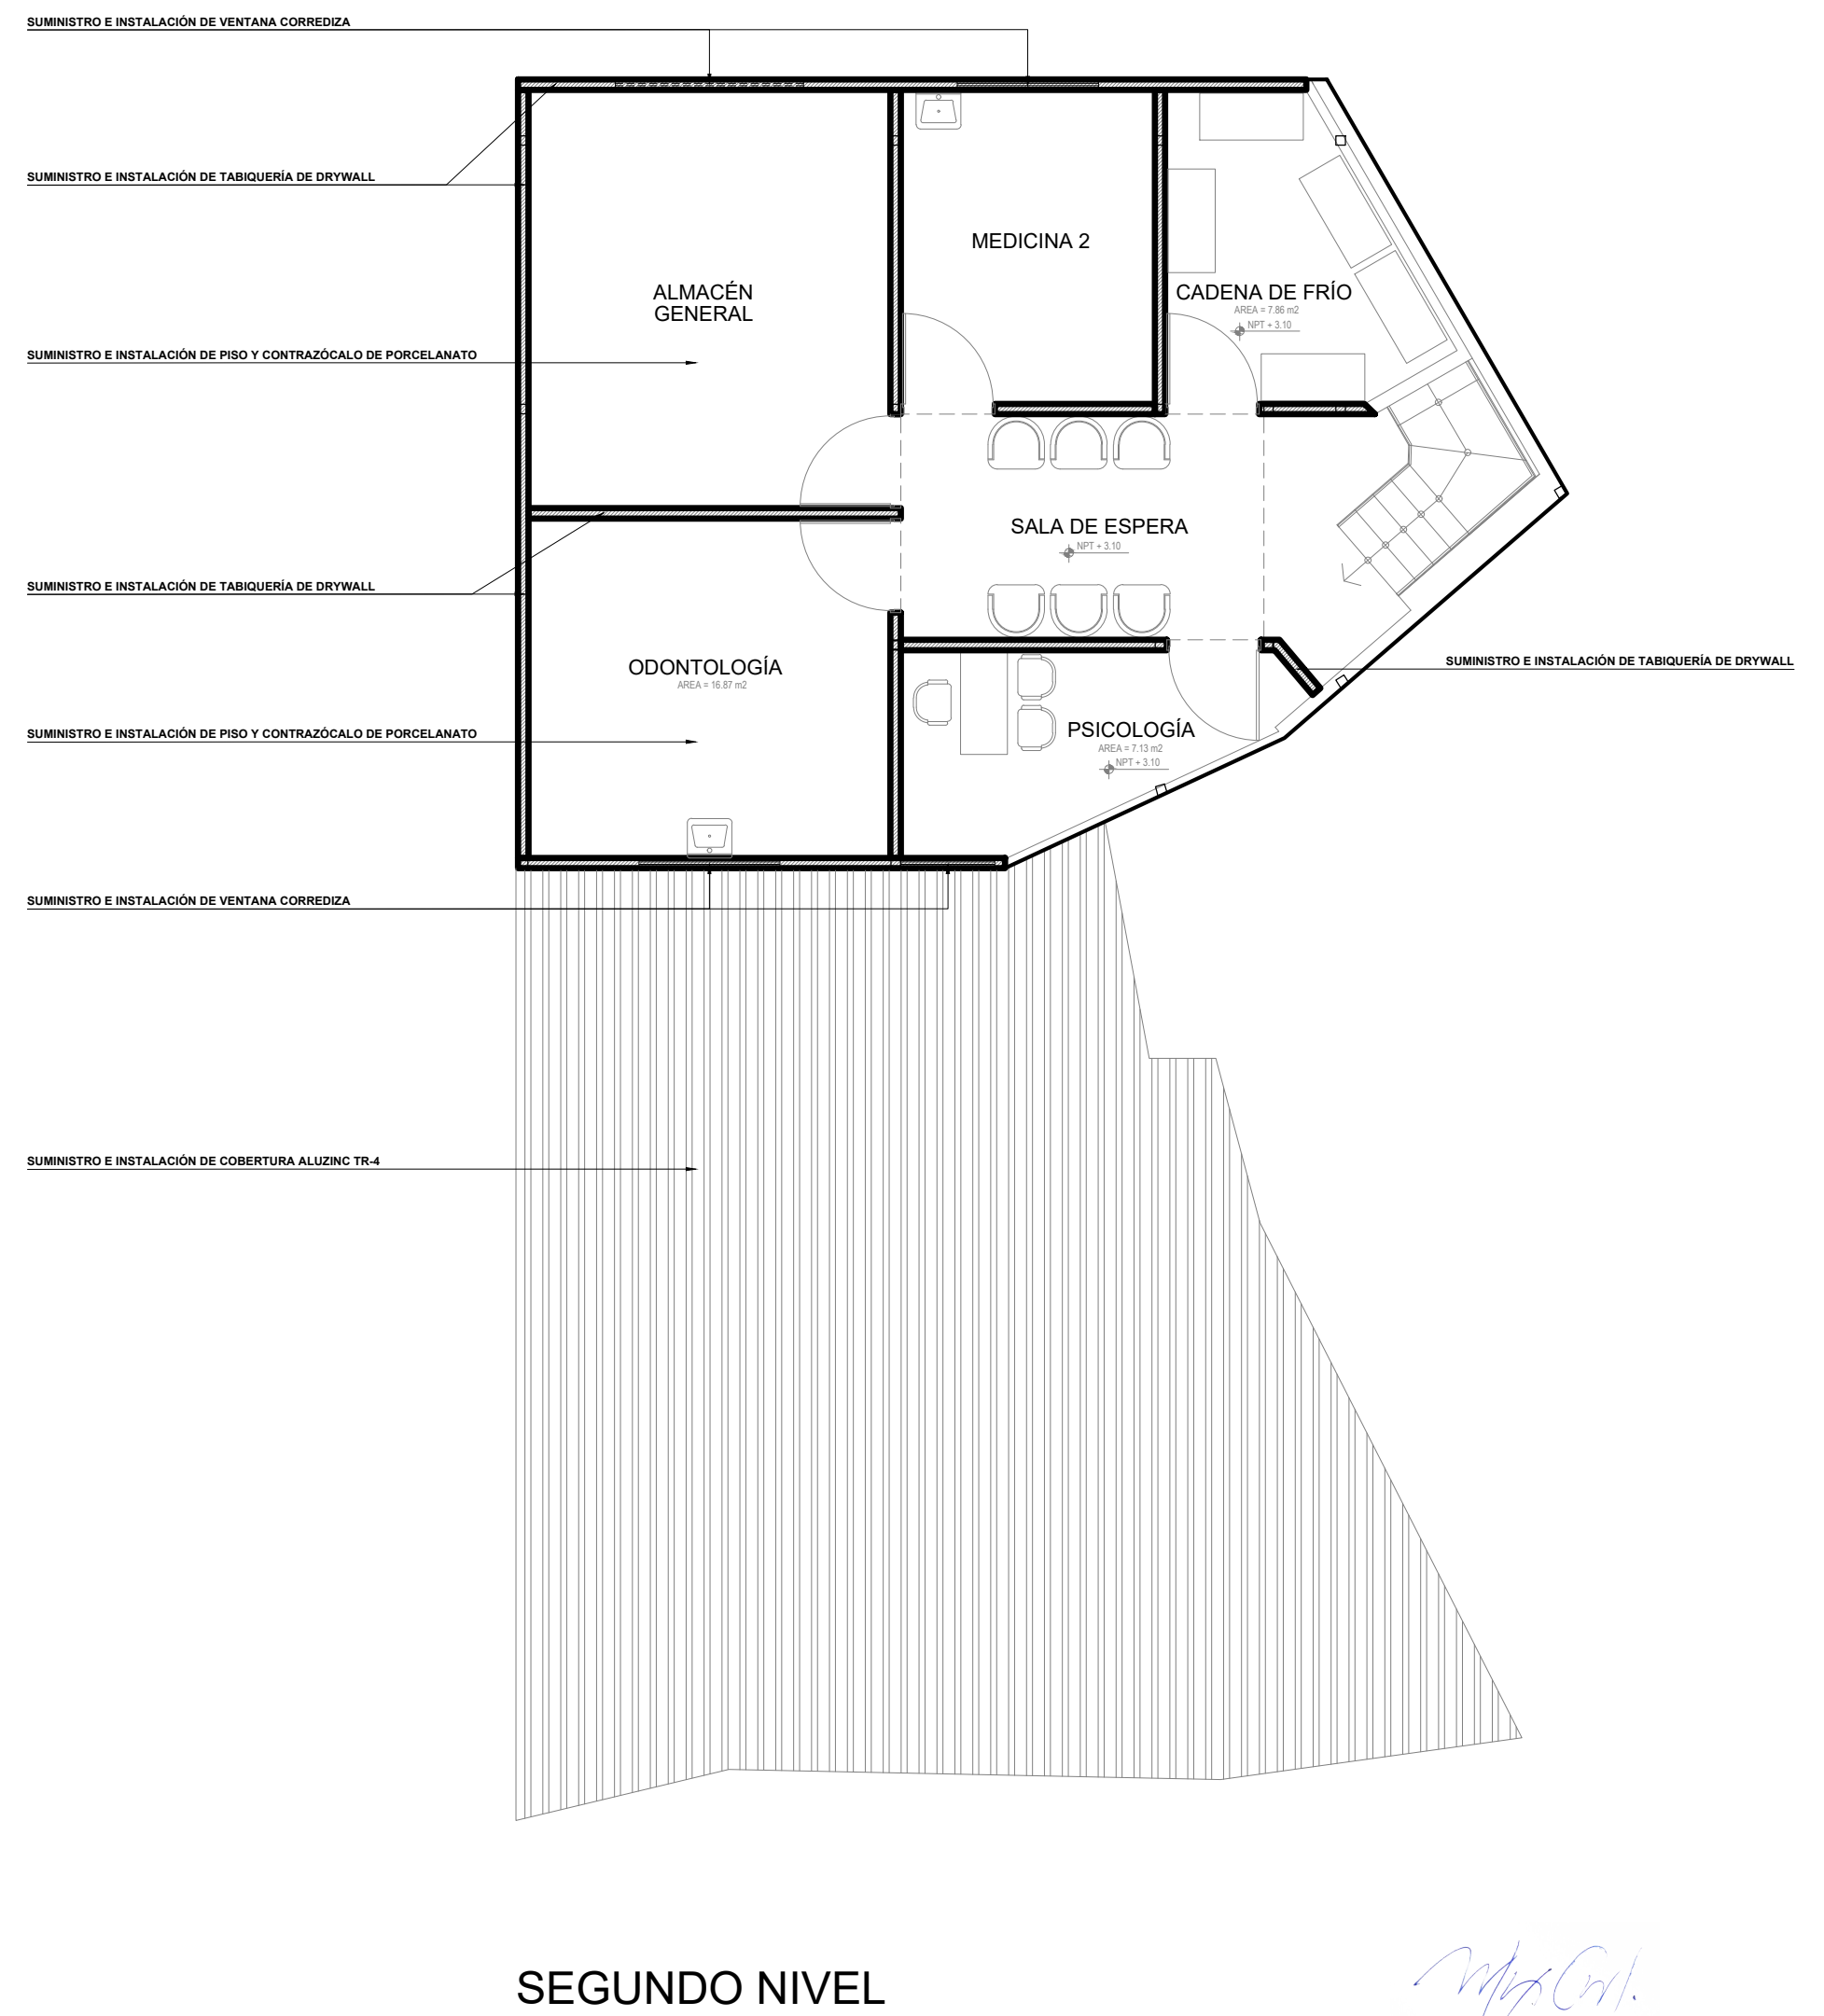 SUMINISTRO E INSTALACIÓN DE VENTANA CORREDIZA
SUMINISTRO E INSTALACIÓN DE TABIQUERÍA DE DRYWALL
MEDICINA 2
ALMACÉN
GENERAL
CADENA DE FRÍO
AREA = 7.86 m2
NPT + 3.10
SUMINISTRO E INSTALACIÓN DE PISO Y CONTRAZÓCALO DE PORCELANATO
SALA DE ESPERA
NPT + 3.10
SUMINISTRO E INSTALACIÓN DE TABIQUERÍA DE DRYWALL
ODONTOLOGÍA
AREA = 16.87 m2
SUMINISTRO E INSTALACIÓN DE TABIQUERÍA DE DRYWALL
PSICOLOGÍA
AREA = 7.13 m2
NPT + 3.10
SUMINISTRO E INSTALACIÓN DE PISO Y CONTRAZÓCALO DE PORCELANATO
SUMINISTRO E INSTALACIÓN DE VENTANA CORREDIZA
SUMINISTRO E INSTALACIÓN DE COBERTURA ALUZINC TR-4
SEGUNDO NIVEL